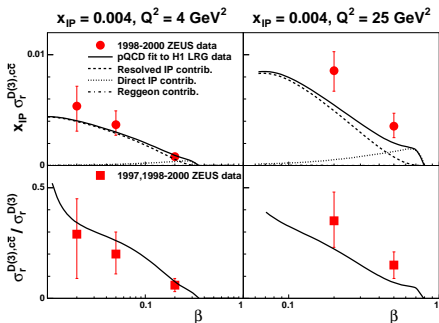 x_IP = 0.004, Q² = 4 GeV² x_IP = 0.004, Q² = 25 GeV²
0.01
1998-2000 ZEUS data
pQCD fit to H1 LRG data
Resolved IP contrib.
Direct IP contrib.
Reggeon contrib.
x_IP σ_r^D(3),cc̄
0
0.5
1997,1998-2000 ZEUS data
σ_r^D(3),cc̄ / σ_r^D(3)
0
0.1 β 1 0.1 β 1